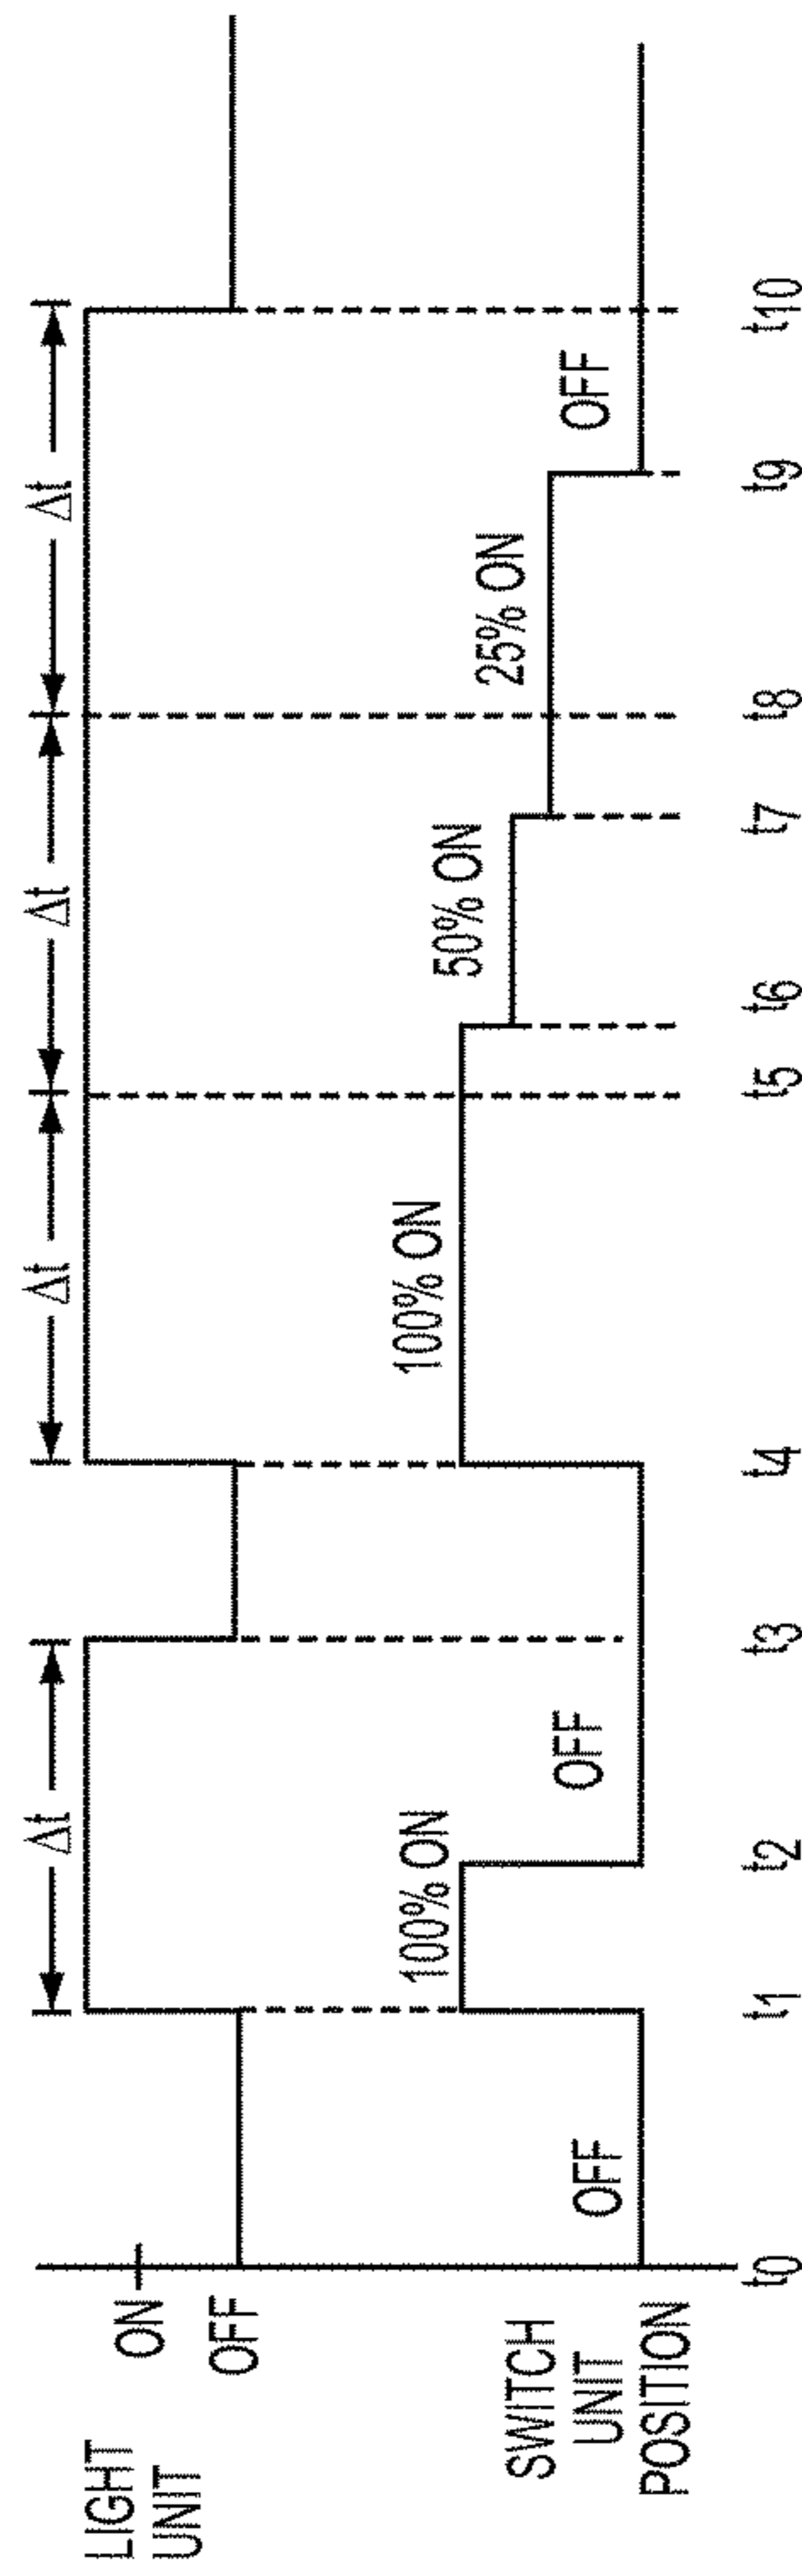 Δt Δt Δt Δt
LIGHT
UNIT
ON
OFF
100% ON
100% ON
50% ON
25% ON
OFF
OFF
OFF
SWITCH
UNIT
POSITION
t0 t1 t2 t3 t4 t5 t6 t7 t8 t9 t10